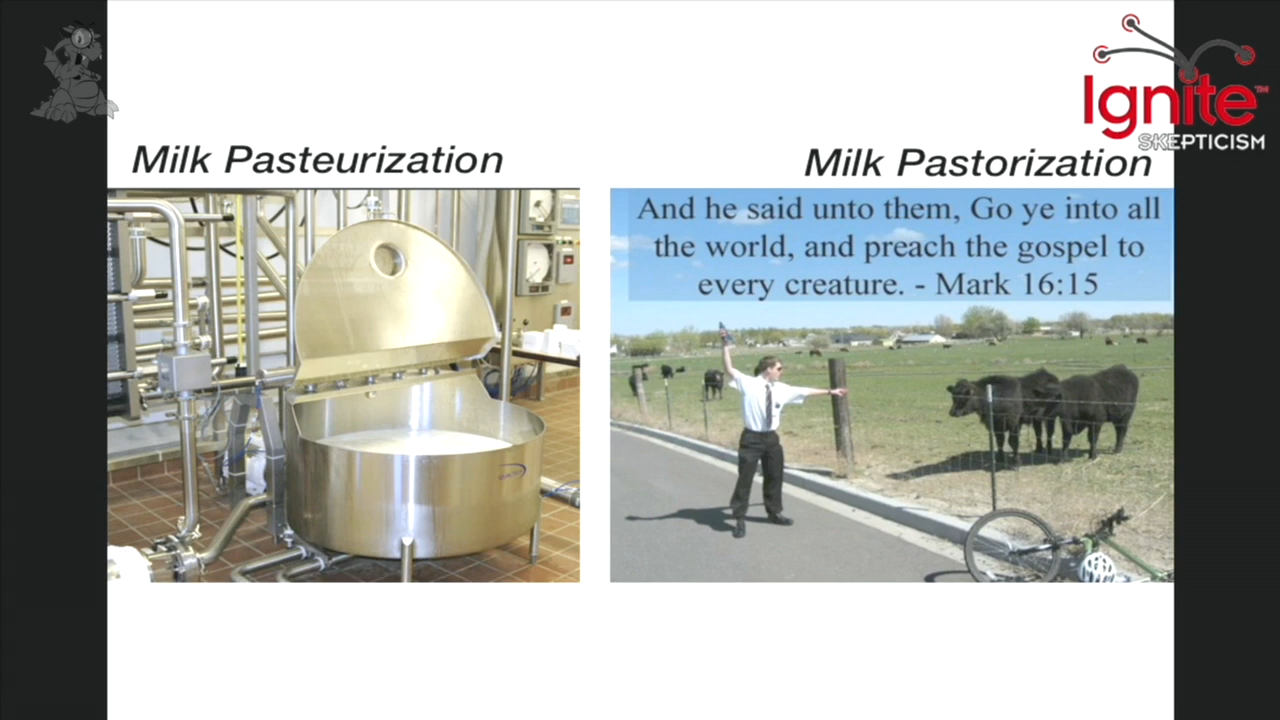 Ignite™
SKEPTICISM
Milk Pasteurization
Milk Pastorization
And he said unto them, Go ye into all
the world, and preach the gospel to
every creature. - Mark 16:15